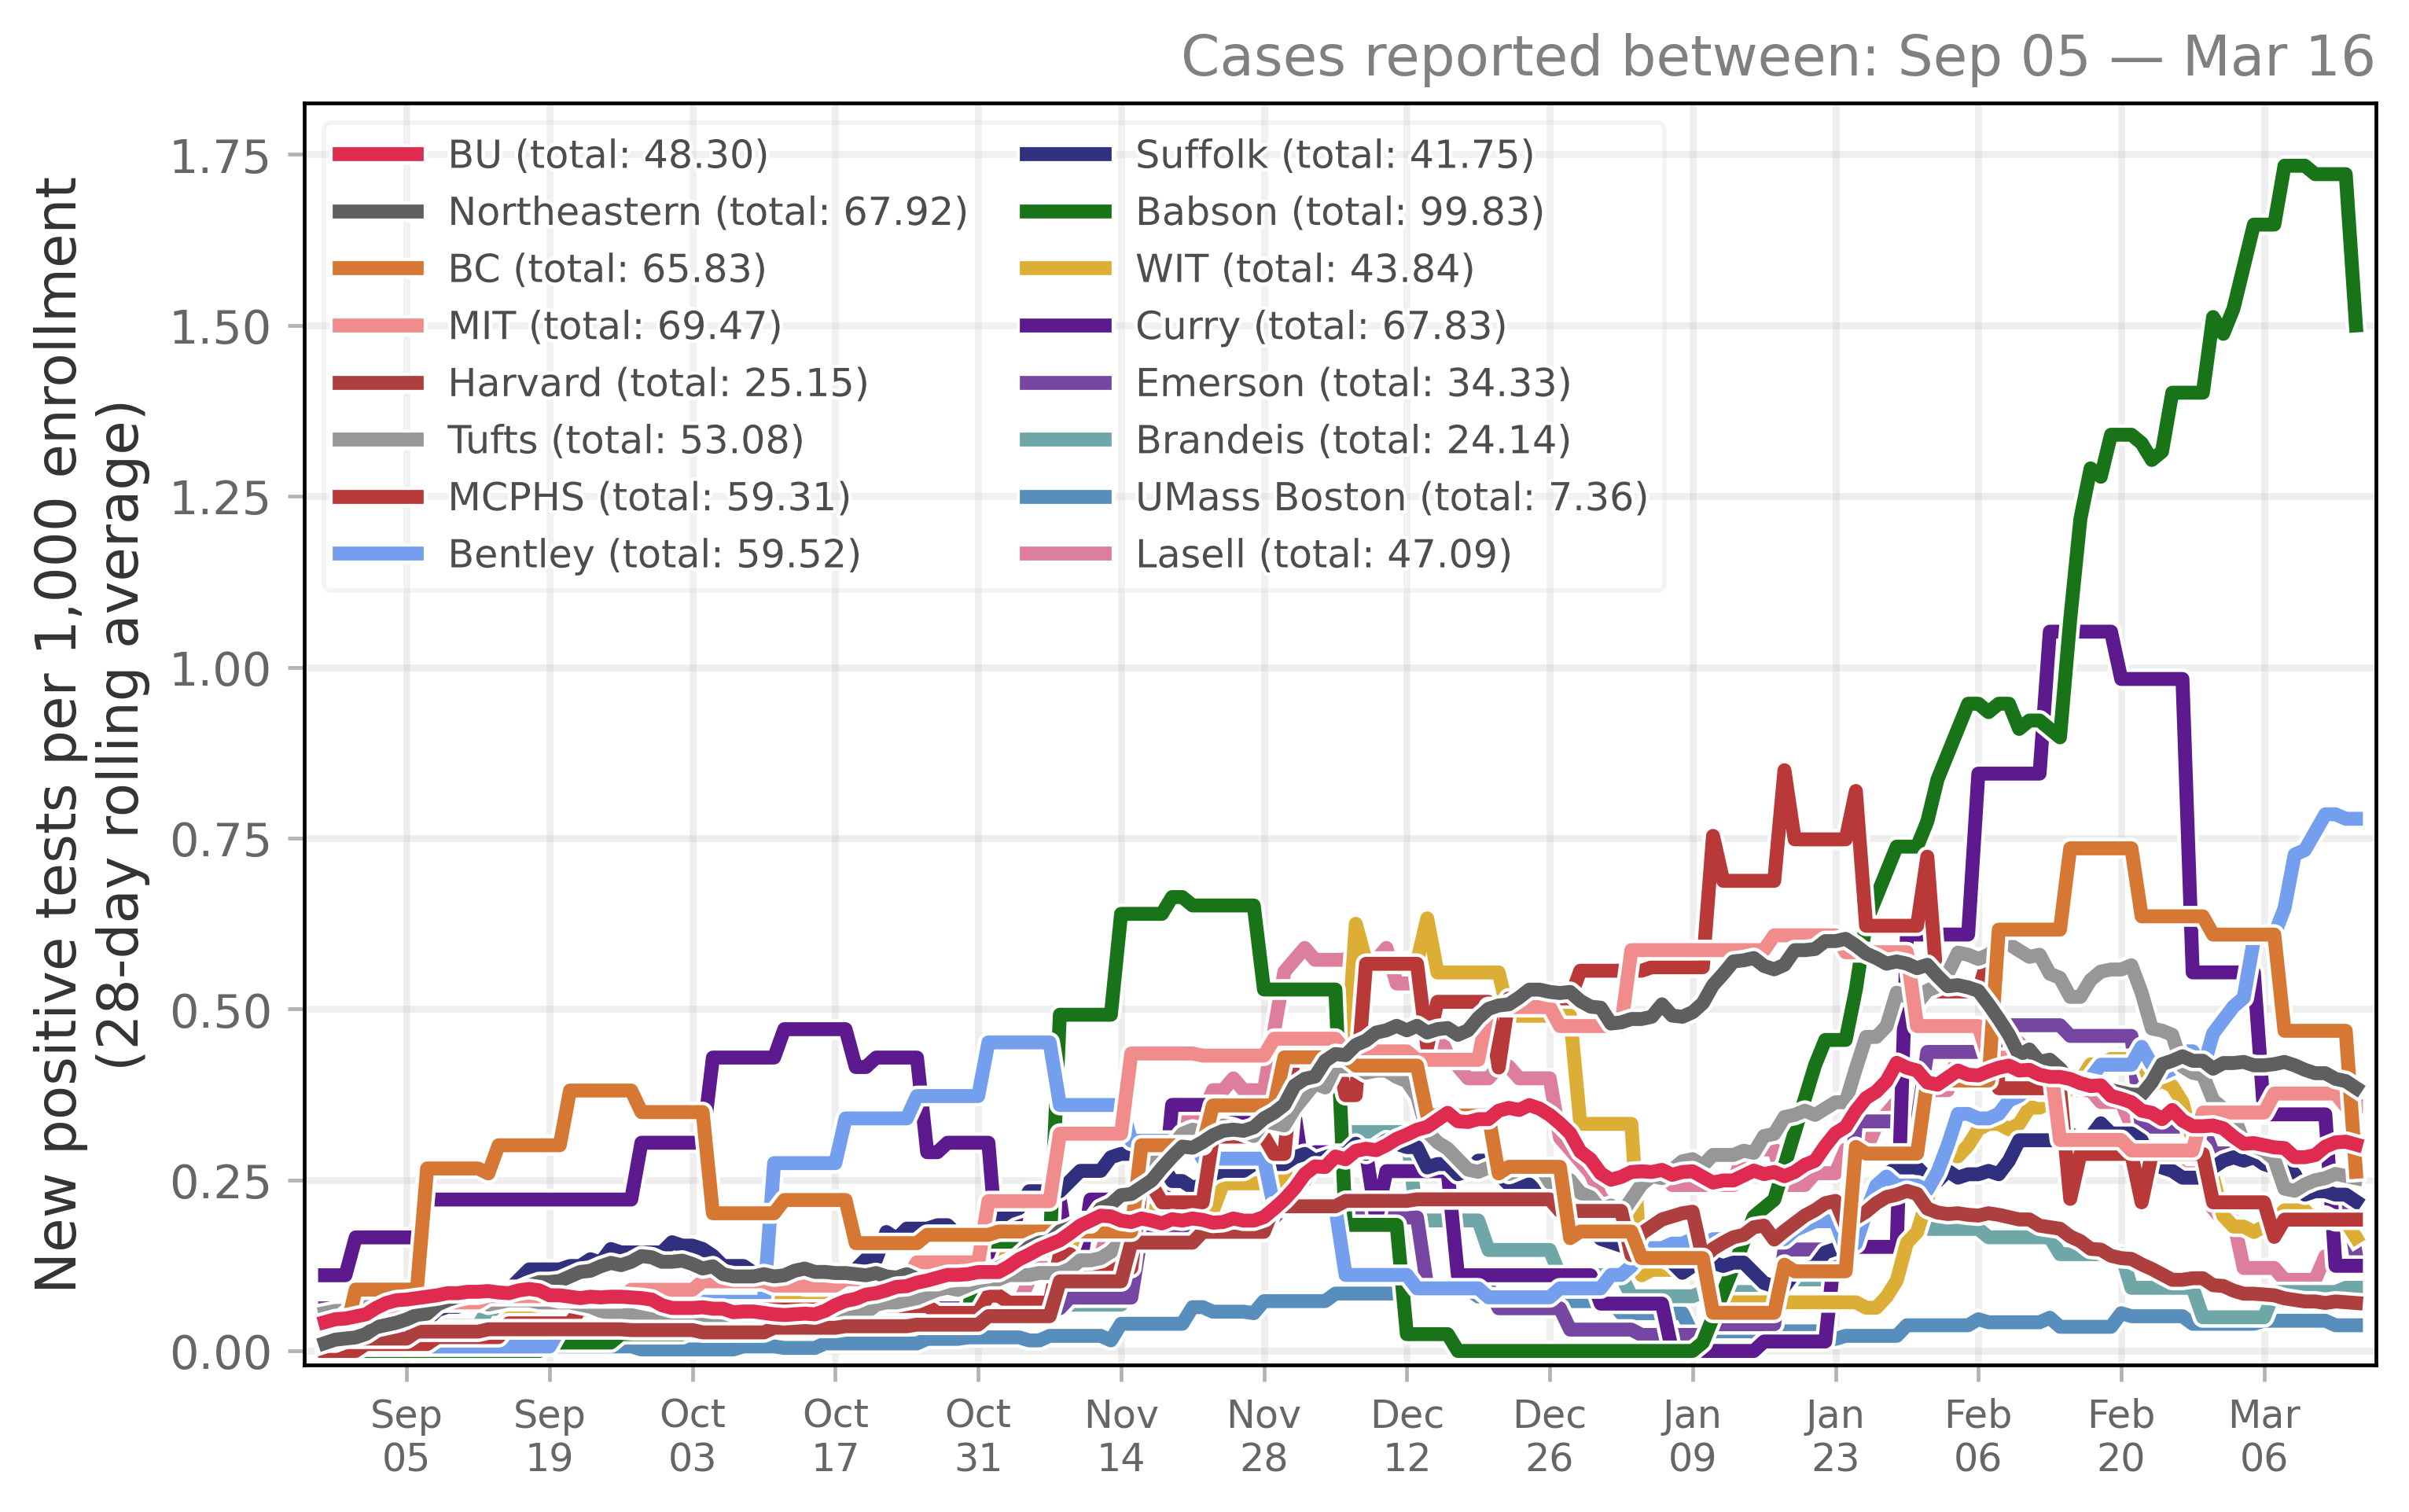 Cases reported between: Sep 05 — Mar 16
New positive tests per 1,000 enrollment
(28-day rolling average)
1.75
1.50
1.25
1.00
0.75
0.50
0.25
0.00
BU (total: 48.30)
Northeastern (total: 67.92)
BC (total: 65.83)
MIT (total: 69.47)
Harvard (total: 25.15)
Tufts (total: 53.08)
MCPHS (total: 59.31)
Bentley (total: 59.52)
Suffolk (total: 41.75)
Babson (total: 99.83)
WIT (total: 43.84)
Curry (total: 67.83)
Emerson (total: 34.33)
Brandeis (total: 24.14)
UMass Boston (total: 7.36)
Lasell (total: 47.09)
Sep 05
Sep 19
Oct 03
Oct 17
Oct 31
Nov 14
Nov 28
Dec 12
Dec 26
Jan 09
Jan 23
Feb 06
Feb 20
Mar 06